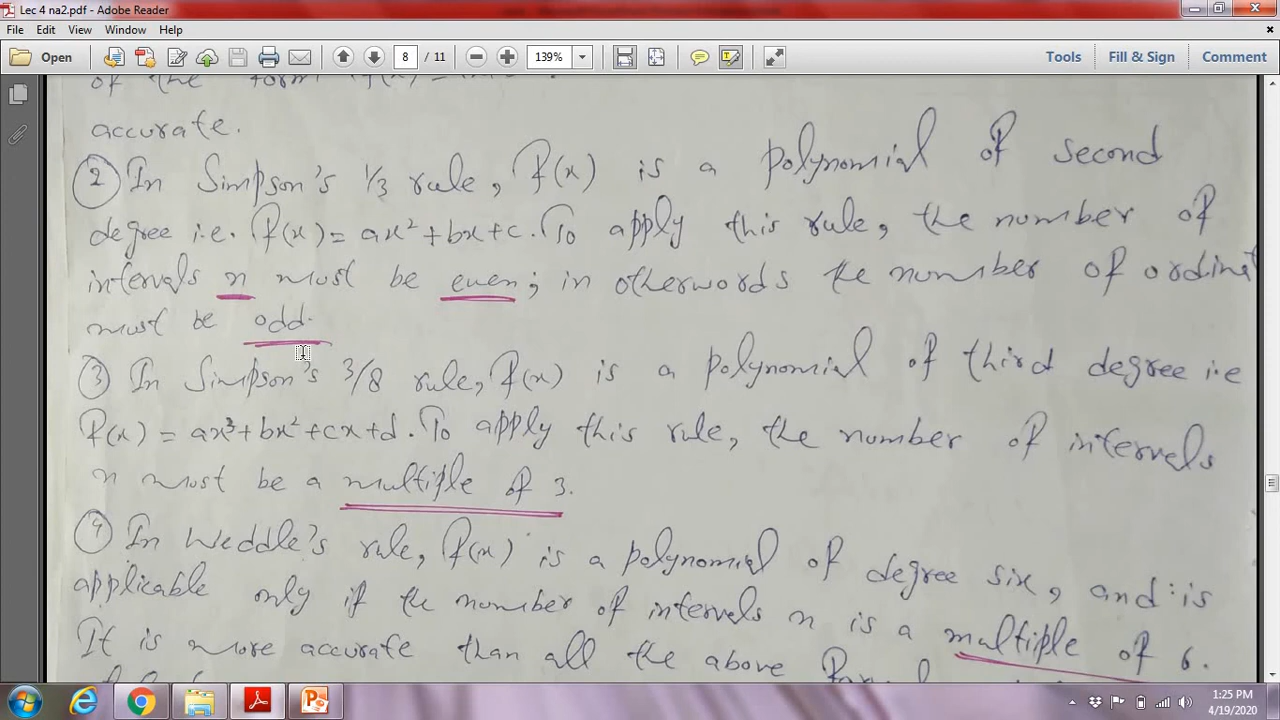 Lec 4 na2.pdf - Adobe Reader
File Edit View Window Help
Open 8 / 11 139% Tools Fill & Sign Comment
of the form
accurate.
② In Simpson's 1/3 rule, f(x) is a polynomial of second
degree i.e. f(x) = ax² + bx + c. To apply this rule, the number of
intervals n must be even; in otherwords the number of ordinat
must be odd.
③ In Simpson's 3/8 rule, f(x) is a polynomial of third degree i.e
f(x) = ax³ + bx² + cx + d. To apply this rule, the number of intervals
n must be a multiple of 3.
④ In Weddle's rule, f(x) is a polynomial of degree six, and is
applicable only if the number of intervals n is a multiple of 6.
It is more accurate than all the above
1:25 PM
4/19/2020